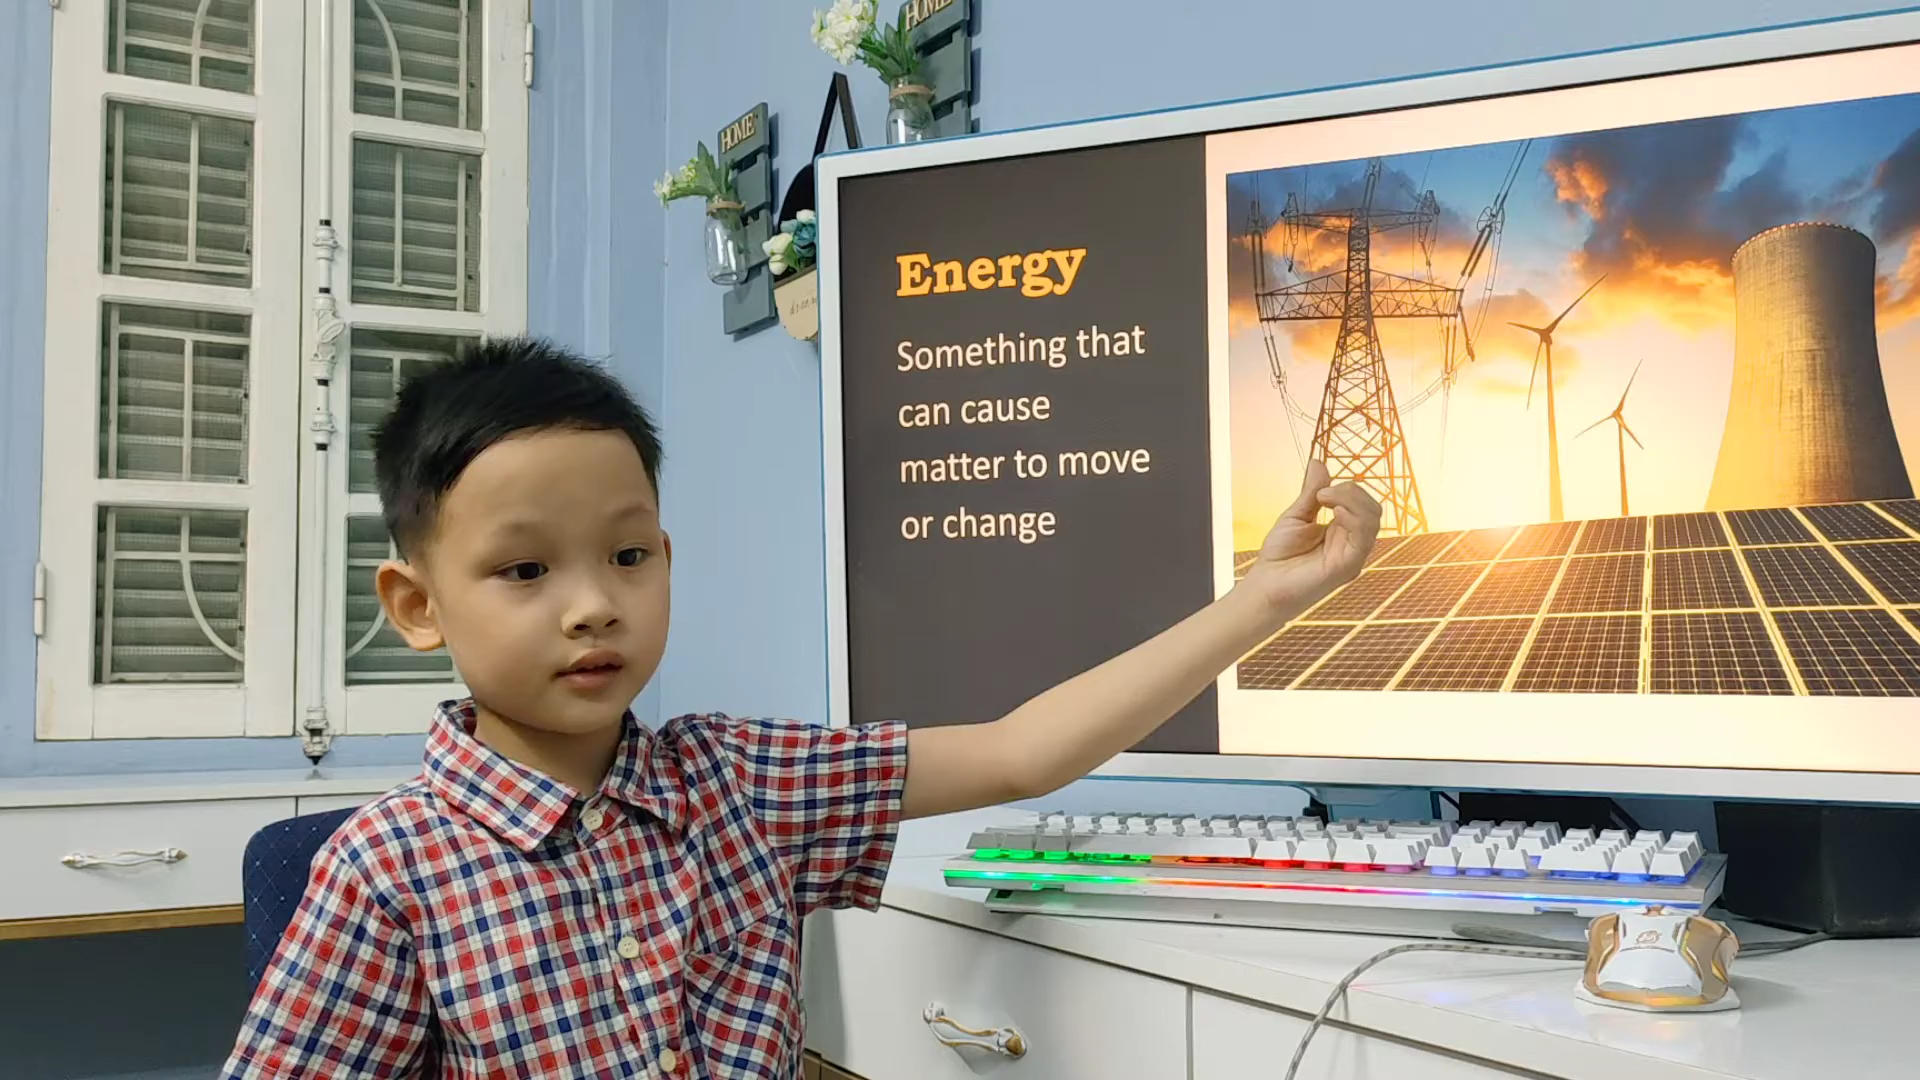 HOME
HOME
Energy
Something that
can cause
matter to move
or change